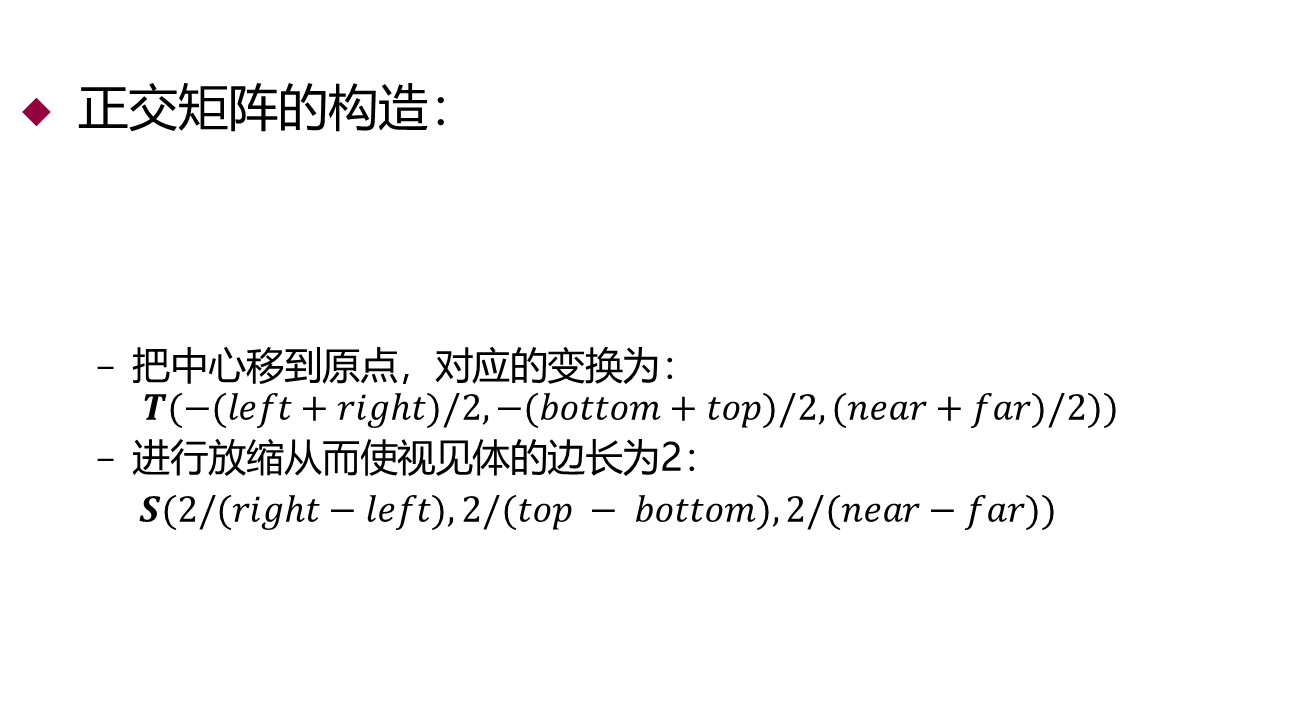 ◆ 正交矩阵的构造：
– 把中心移到原点，对应的变换为：
T(−(left + right)/2, −(bottom + top)/2, (near + far)/2))
– 进行放缩从而使视见体的边长为2：
S(2/(right − left), 2/(top − bottom), 2/(near − far))